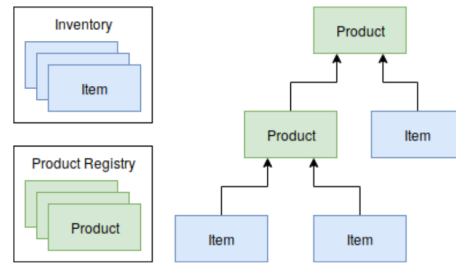 Inventory
Item
Product Registry
Product
Product
Product
Item
Item
Item